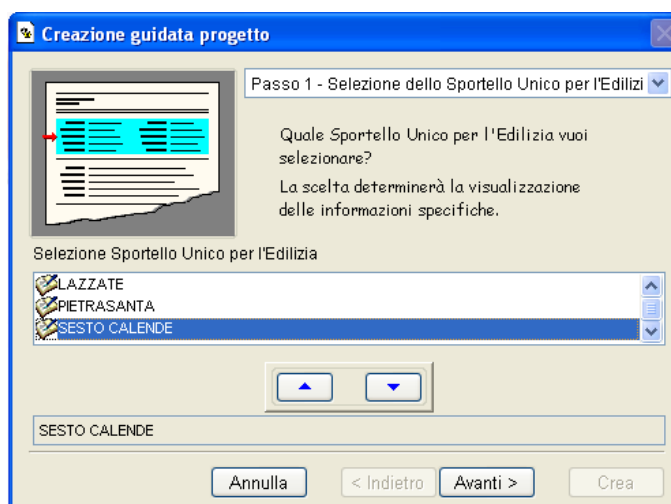 Creazione guidata progetto
Passo 1 - Selezione dello Sportello Unico per l'Edilizi
Quale Sportello Unico per l'Edilizia vuoi
selezionare?
La scelta determinerà la visualizzazione
delle informazioni specifiche.
Selezione Sportello Unico per l'Edilizia
LAZZATE
PIETRASANTA
SESTO CALENDE
SESTO CALENDE
Annulla
< Indietro
Avanti >
Crea